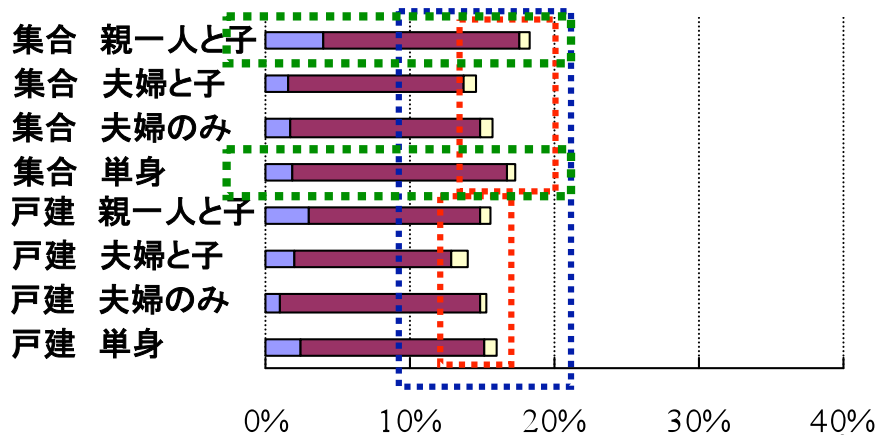 集合 親一人と子
集合 夫婦と子
集合 夫婦のみ
集合 単身
戸建 親一人と子
戸建 夫婦と子
戸建 夫婦のみ
戸建 単身
0% 10% 20% 30% 40%